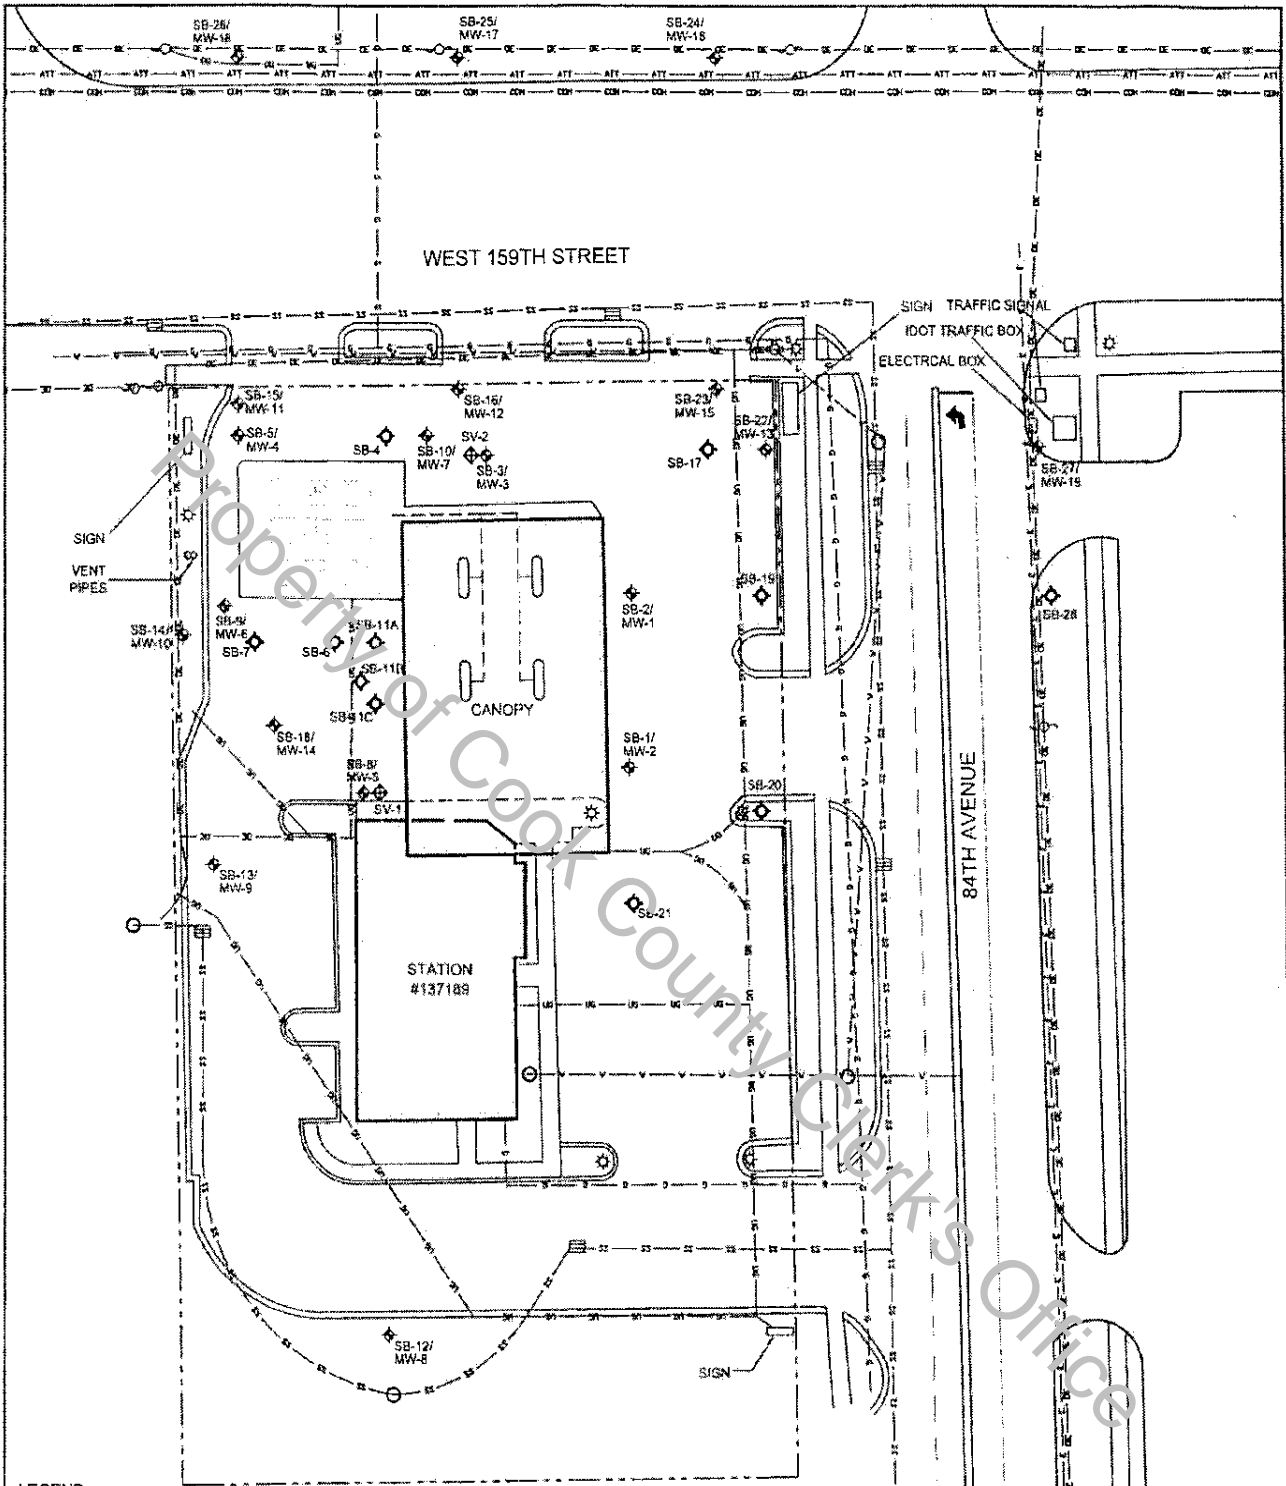 SB-26/
MW-18
SB-25/
MW-17
SB-24/
MW-16
WEST 159TH STREET
SIGN
TRAFFIC SIGNAL
IDOT TRAFFIC BOX
ELECTRCAL BOX
SB-15/
MW-11
SB-16/
MW-12
SB-23/
MW-15
SB-5/
MW-4
SB-4
SB-10/
MW-7
SV-2
SB-3/
MW-3
SB-17
SB-22/
MW-13
SB-27/
MW-19
SIGN
VENT
PIPES
SB-9/
MW-6
SB-14/
MW-10
SB-7
SB-6
SB-11A
SB-11B
SB-11C
SB-2/
MW-1
SB-19
SB-28
CANOPY
SB-18/
MW-14
SB-1/
MW-2
SB-8/
MW-5
SV-1
SB-20
84TH AVENUE
SB-13/
MW-9
SB-21
STATION
#137189
SB-12/
MW-8
SIGN
LEGEND
Property of Cook County Clerk's Office